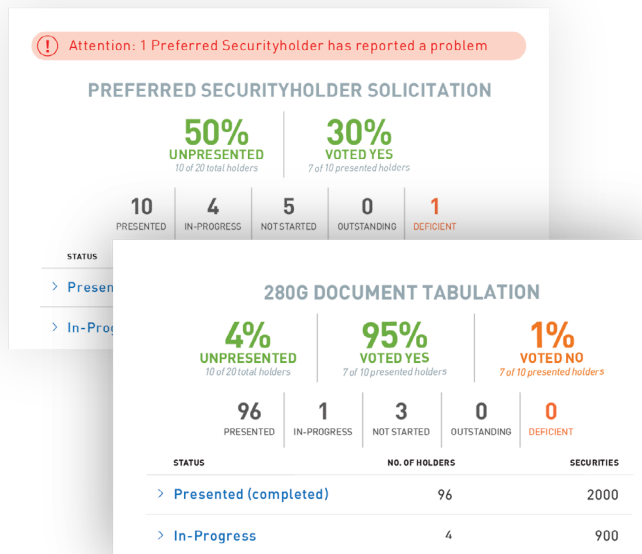 Attention: 1 Preferred Securityholder has reported a problem
PREFERRED SECURITYHOLDER SOLICITATION
50% 30%
UNPRESENTED VOTED YES
10 of 20 total holders 7 of 10 presented holders
10 4 5 0 1
PRESENTED IN-PROGRESS NOT STARTED OUTSTANDING DEFICIENT
STATUS
> Presen
> In-Prog
280G DOCUMENT TABULATION
4% 95% 1%
UNPRESENTED VOTED YES VOTED NO
10 of 20 total holders 7 of 10 presented holders 7 of 10 presented holders
96 1 3 0 0
PRESENTED IN-PROGRESS NOT STARTED OUTSTANDING DEFICIENT
STATUS NO. OF HOLDERS SECURITIES
> Presented (completed) 96 2000
> In-Progress 4 900